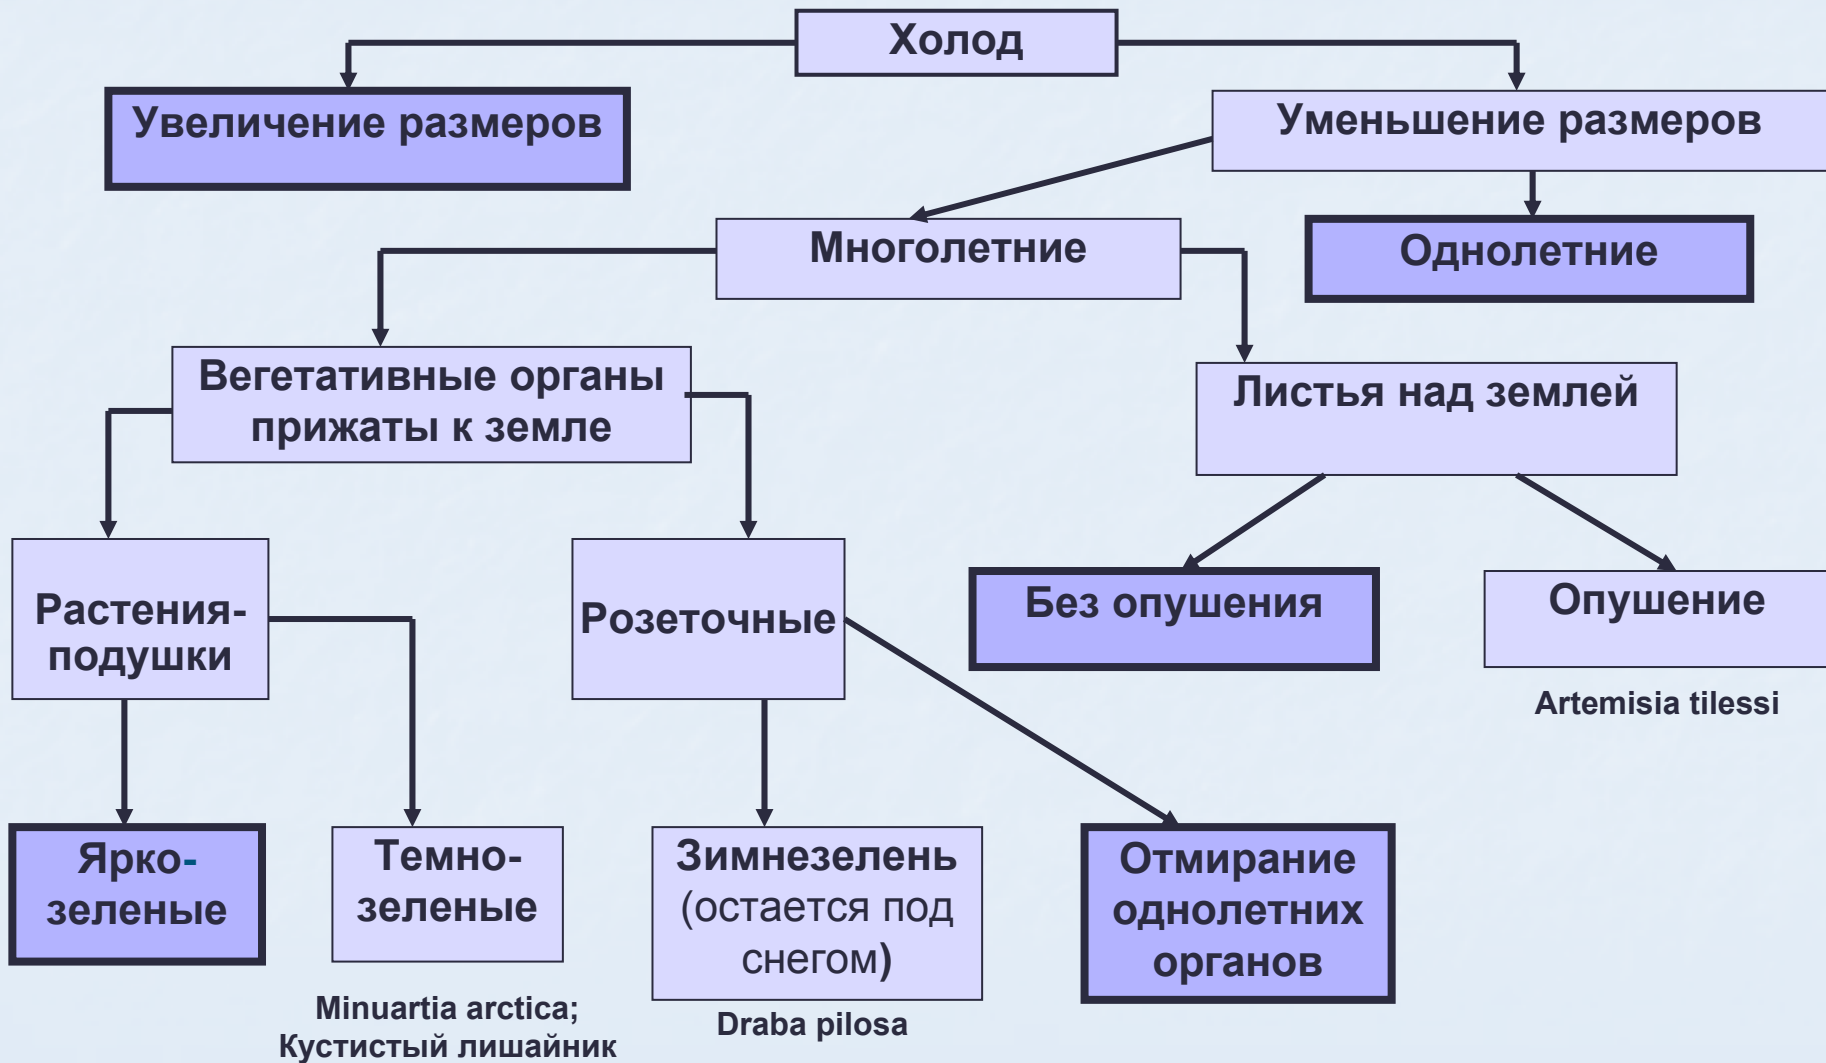 Холод
Увеличение размеров
Уменьшение размеров
Многолетние
Однолетние
Вегетативные органы
прижаты к земле
Листья над землей
Растения-
подушки
Розеточные
Без опушения
Опушение
Artemisia tilessi
Ярко-
зеленые
Темно-
зеленые
Зимнезелень
(остается под
снегом)
Отмирание
однолетних
органов
Minuartia arctica;
Кустистый лишайник
Draba pilosa